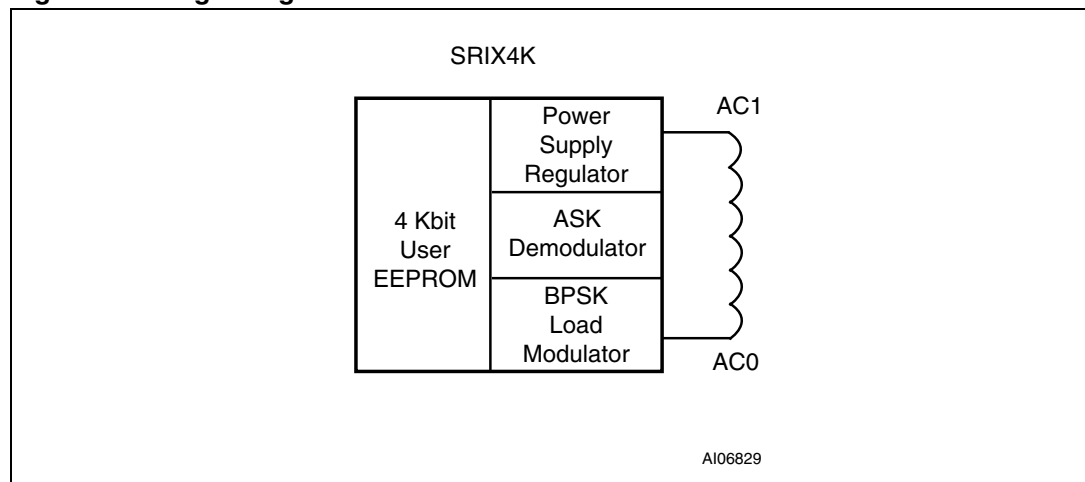 SRIX4K
Power
Supply
Regulator
ASK
Demodulator
BPSK
Load
Modulator
4 Kbit
User
EEPROM
AC1
AC0
AI06829